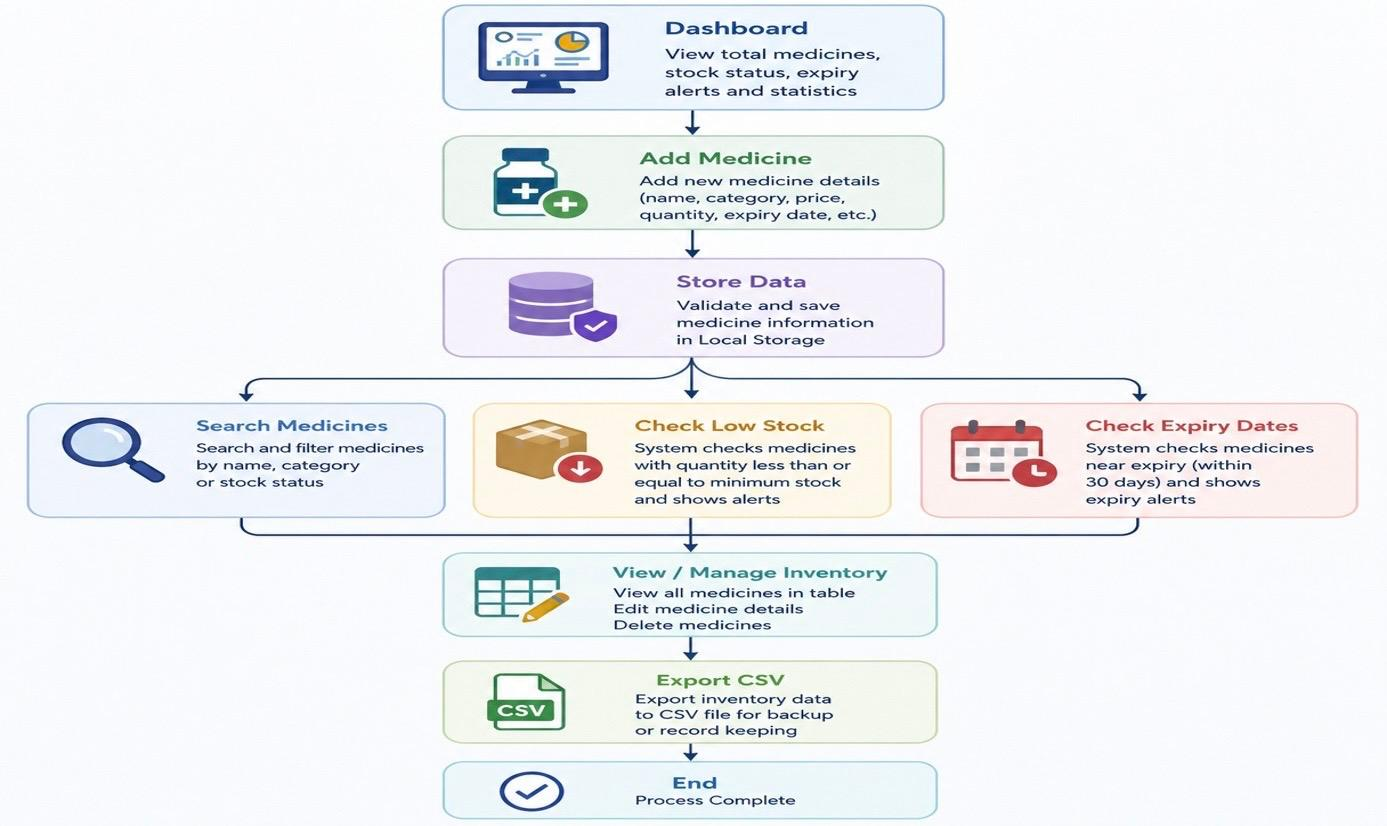 Dashboard
View total medicines,
stock status, expiry
alerts and statistics
Add Medicine
Add new medicine details
(name, category, price,
quantity, expiry date, etc.)
Store Data
Validate and save
medicine information
in Local Storage
Search Medicines
Search and filter medicines
by name, category
or stock status
Check Low Stock
System checks medicines
with quantity less than or
equal to minimum stock
and shows alerts
Check Expiry Dates
System checks medicines
near expiry (within
30 days) and shows
expiry alerts
View / Manage Inventory
View all medicines in table
Edit medicine details
Delete medicines
CSV
Export CSV
Export inventory data
to CSV file for backup
or record keeping
End
Process Complete